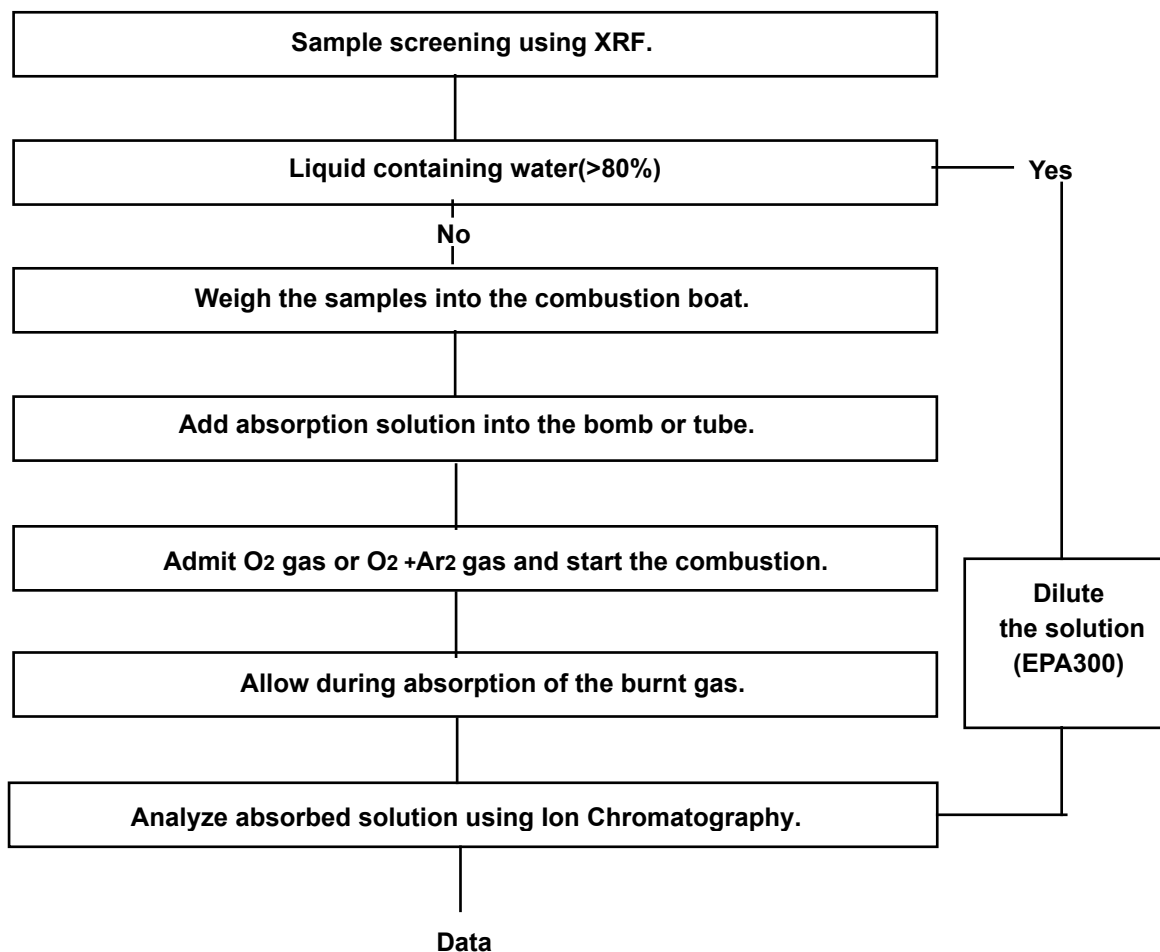 Sample screening using XRF.
Liquid containing water(>80%)
Yes
No
Weigh the samples into the combustion boat.
Add absorption solution into the bomb or tube.
Admit O2 gas or O2 +Ar2 gas and start the combustion.
Dilute
the solution
(EPA300)
Allow during absorption of the burnt gas.
Analyze absorbed solution using Ion Chromatography.
Data